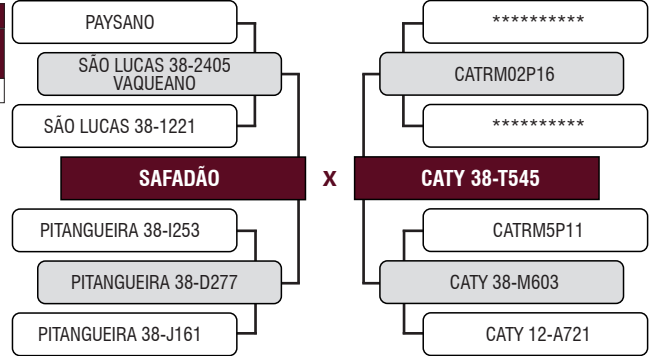 PAYSANO
**********
SÃO LUCAS 38-2405
VAQUEANO
CATRM02P16
SÃO LUCAS 38-1221
**********
SAFADÃO
X
CATY 38-T545
PITANGUEIRA 38-I253
CATRM5P11
PITANGUEIRA 38-D277
CATY 38-M603
PITANGUEIRA 38-J161
CATY 12-A721